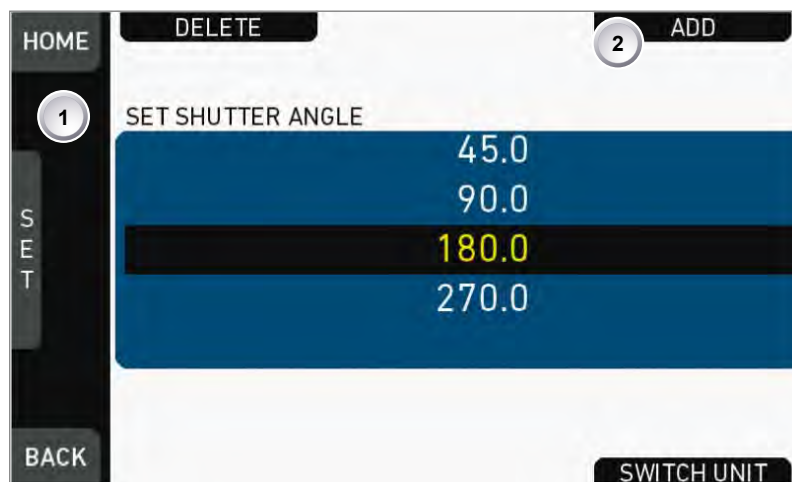 HOME
DELETE
2
ADD
1
SET SHUTTER ANGLE
45.0
90.0
SET
180.0
270.0
BACK
SWITCH UNIT